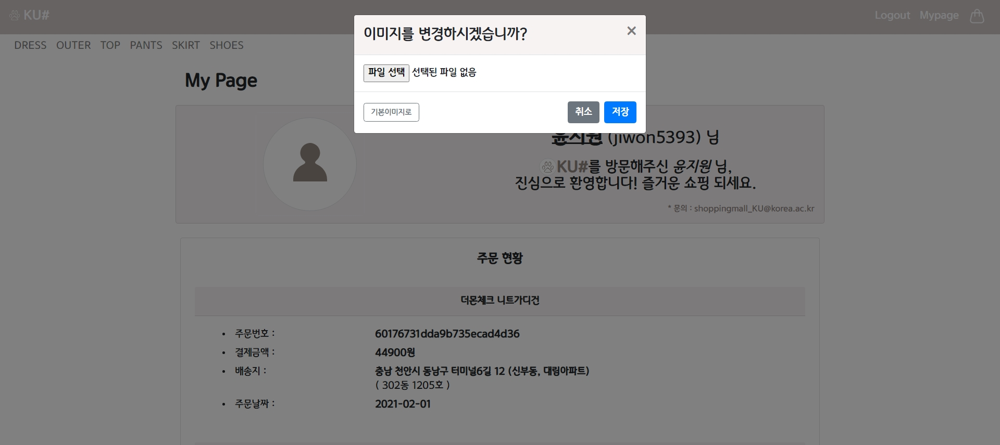 KU#
Logout Mypage
DRESS OUTER TOP PANTS SKIRT SHOES
이미지를 변경하시겠습니까?
×
파일 선택 선택된 파일 없음
기본이미지로 취소 저장
My Page
윤지원 (jiwon5393) 님
KU#를 방문해주신 윤지원 님,
진심으로 환영합니다! 즐거운 쇼핑 되세요.
* 문의 : shoppingmall_KU@korea.ac.kr
주문 현황
더몬체크 니트가디건
• 주문번호 : 60176731dda9b735ecad4d36
• 결제금액 : 44900원
• 배송지 : 충남 천안시 동남구 터미널6길 12 (신부동, 대림아파트)
( 302동 1205호 )
• 주문날짜 : 2021-02-01